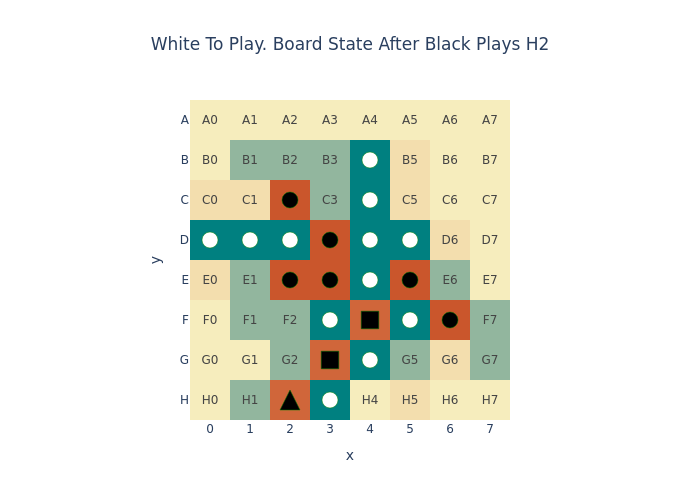 White To Play. Board State After Black Plays H2
A A0 A1 A2 A3 A4 A5 A6 A7
B B0 B1 B2 B3 B5 B6 B7
C C0 C1 C3 C5 C6 C7
D D6 D7
E E0 E1 E6 E7
F F0 F1 F2 F7
G G0 G1 G2 G5 G6 G7
H H0 H1 H4 H5 H6 H7
0 1 2 3 4 5 6 7
x
y